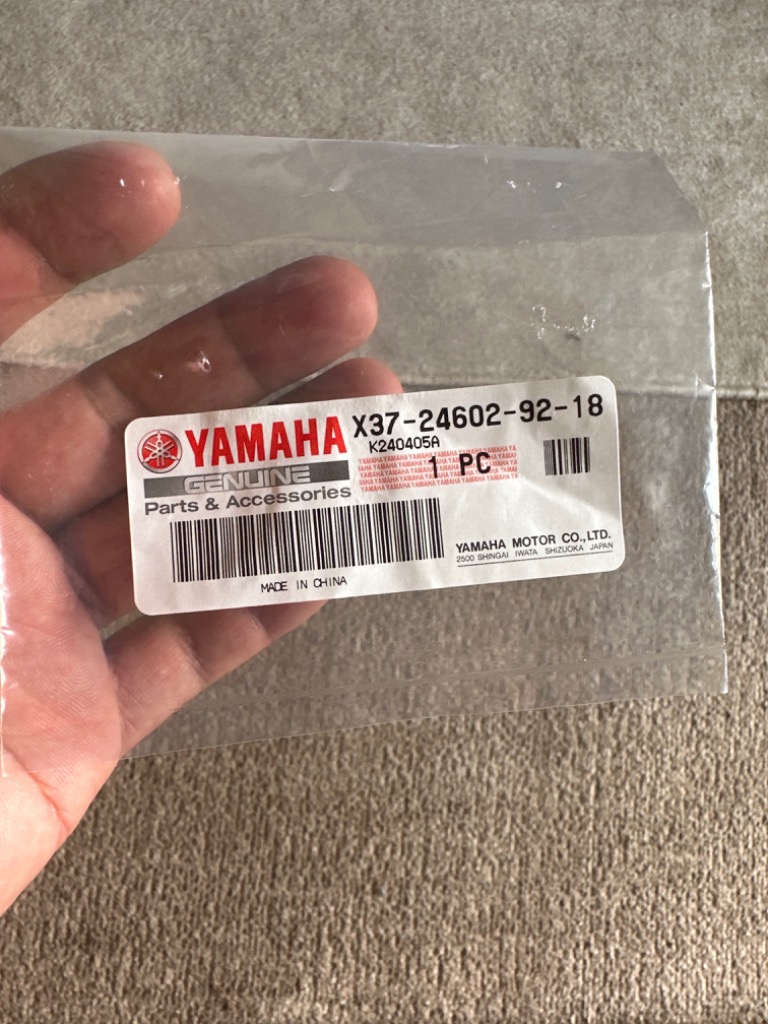 YAMAHA
X37-24602-92-18
K240405A
GENUINE
1 PC
Parts & Accessories
YAMAHA MOTOR CO.,LTD.
2500 SHINGAI IWATA SHIZUOKA JAPAN
MADE IN CHINA